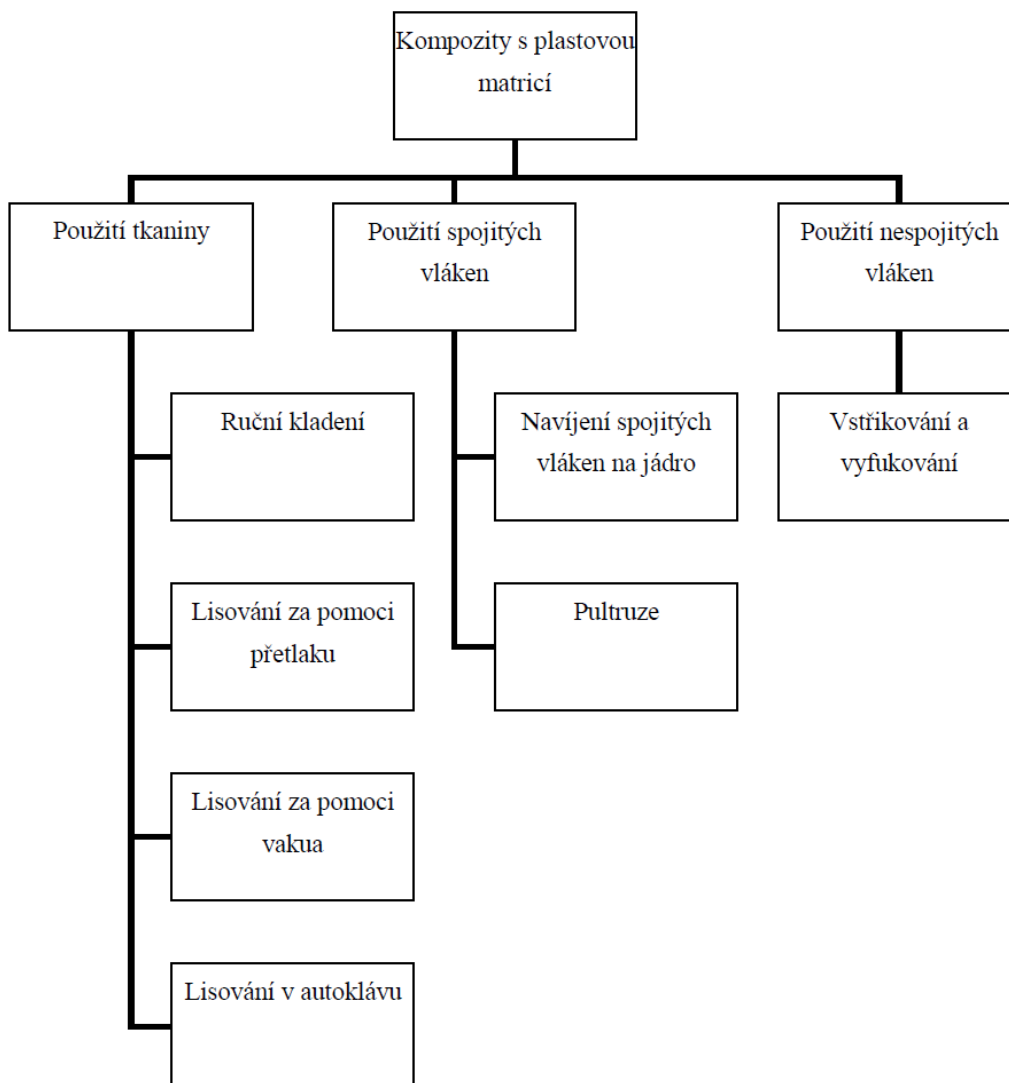 Kompozity s plastovou
matricí
Použití tkaniny
Použití spojitých
vláken
Použití nespojitých
vláken
Ruční kladení
Navíjení spojitých
vláken na jádro
Vstřikování a
vyfukování
Lisování za pomoci
přetlaku
Pultruze
Lisování za pomoci
vakua
Lisování v autoklávu